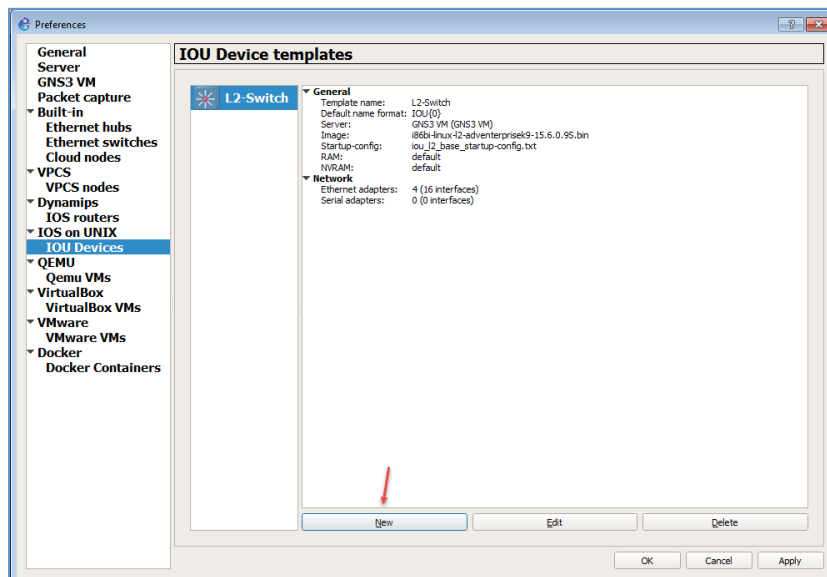 Preferences
General
Server
GNS3 VM
Packet capture
Built-in
Ethernet hubs
Ethernet switches
Cloud nodes
VPCS
VPCS nodes
Dynamips
IOS routers
IOS on UNIX
IOU Devices
QEMU
Qemu VMs
VirtualBox
VirtualBox VMs
VMware
VMware VMs
Docker
Docker Containers
IOU Device templates
L2-Switch
General
Template name: L2-Switch
Default name format: IOU{0}
Server: GNS3 VM (GNS3 VM)
Image: i86bi-linux-l2-adventerprisek9-15.6.0.9S.bin
Startup-config: iou_l2_base_startup-config.txt
RAM: default
NVRAM: default
Network
Ethernet adapters: 4 (16 interfaces)
Serial adapters: 0 (0 interfaces)
New Edit Delete
OK Cancel Apply